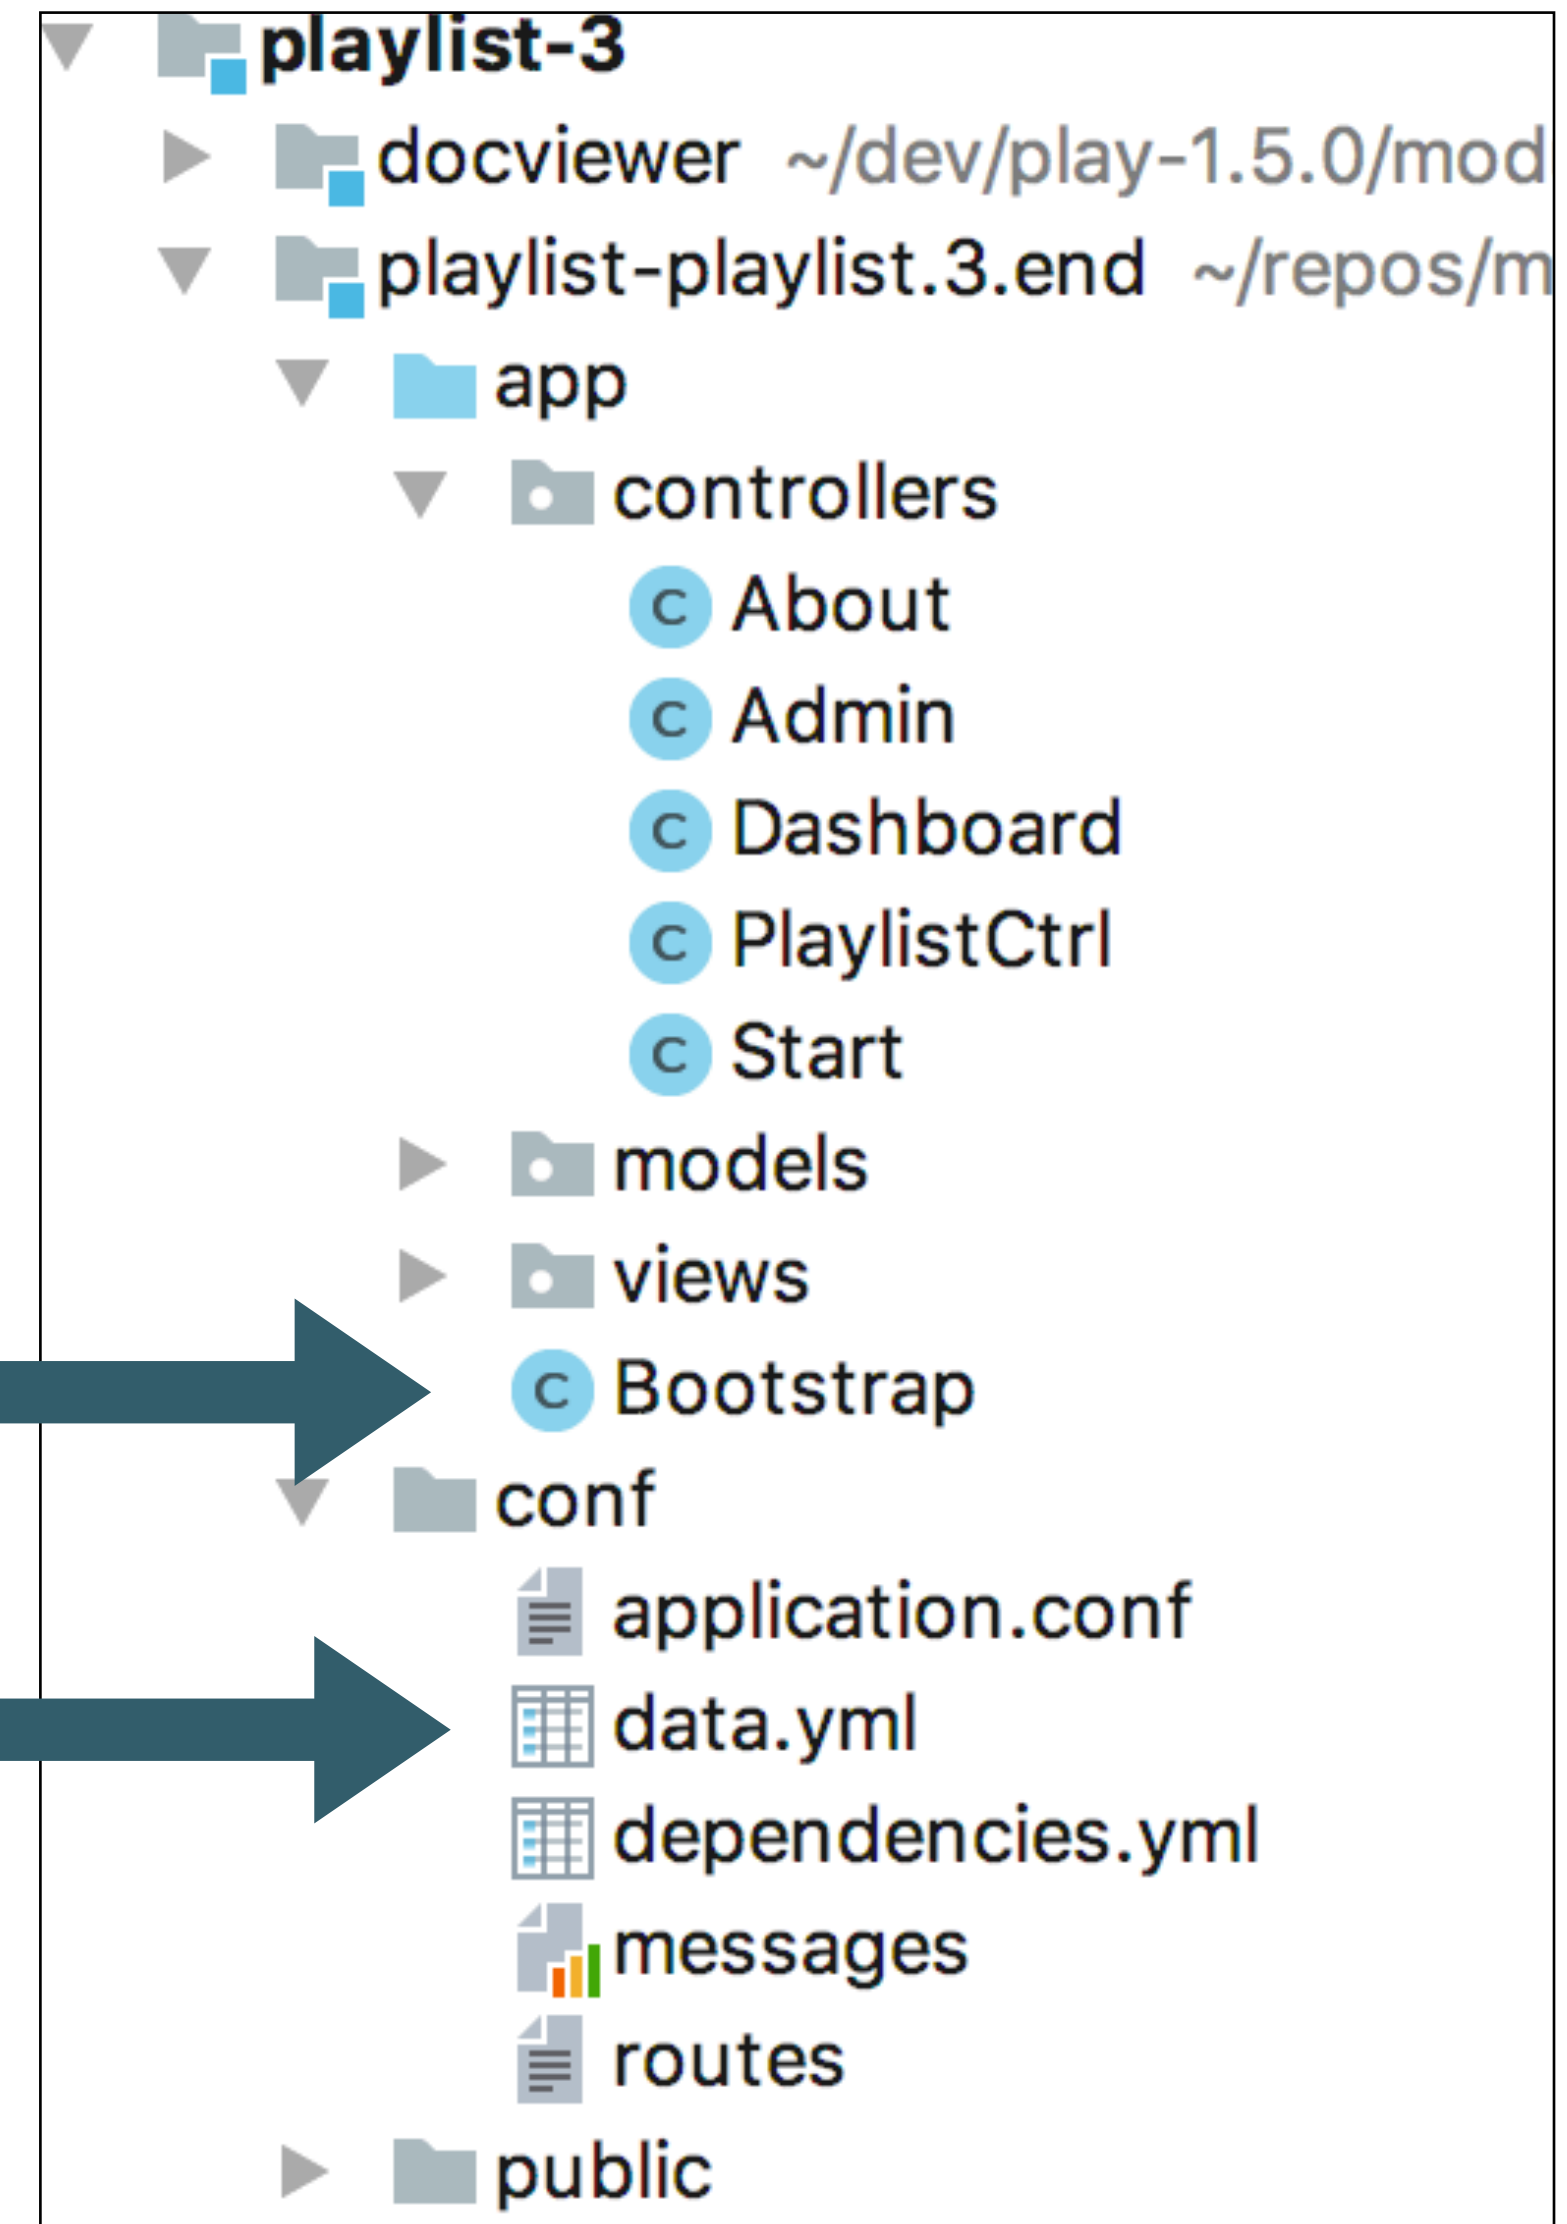 playlist-3
docviewer ~/dev/play-1.5.0/mod
playlist-playlist.3.end ~/repos/m
app
controllers
C About
C Admin
C Dashboard
C PlaylistCtrl
C Start
models
views
C Bootstrap
conf
application.conf
data.yml
dependencies.yml
messages
routes
public